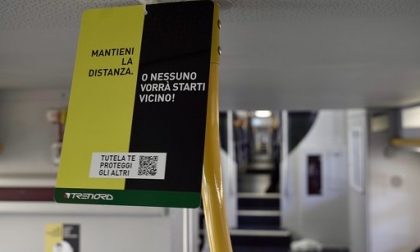 MANTIENI
LA
DISTANZA.
O NESSUNO
VORRÀ STARTI
VICINO!
TUTELA TE
PROTEGGI
GLI ALTRI
TRENORD